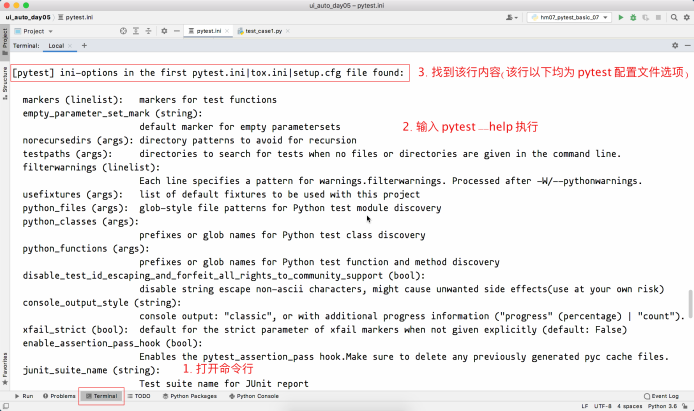 ui_auto_day05 – pytest.ini
ui_auto_day05 pytest.ini
hm07_pytest_basic_07
Project
pytest.ini
test_case1.py
Terminal: Local
Project
Structure
Favorites
[pytest] ini-options in the first pytest.ini|tox.ini|setup.cfg file found:
3. 找到该行内容(该行以下均为 pytest 配置文件选项)
markers (linelist): markers for test functions
empty_parameter_set_mark (string):
default marker for empty parametersets
2. 输入 pytest --help 执行
norecursedirs (args): directory patterns to avoid for recursion
testpaths (args): directories to search for tests when no files or directories are given in the command line.
filterwarnings (linelist):
Each line specifies a pattern for warnings.filterwarnings. Processed after -W/--pythonwarnings.
usefixtures (args): list of default fixtures to be used with this project
python_files (args): glob-style file patterns for Python test module discovery
python_classes (args):
prefixes or glob names for Python test class discovery
python_functions (args):
prefixes or glob names for Python test function and method discovery
disable_test_id_escaping_and_forfeit_all_rights_to_community_support (bool):
disable string escape non-ascii characters, might cause unwanted side effects(use at your own risk)
console_output_style (string):
console output: "classic", or with additional progress information ("progress" (percentage) | "count").
xfail_strict (bool): default for the strict parameter of xfail markers when not given explicitly (default: False)
enable_assertion_pass_hook (bool):
Enables the pytest_assertion_pass hook.Make sure to delete any previously generated pyc cache files.
junit_suite_name (string):
1. 打开命令行
Test suite name for JUnit report
Run Problems Terminal TODO Python Packages Python Console Event Log
LF UTF-8 4 spaces Python 3.8